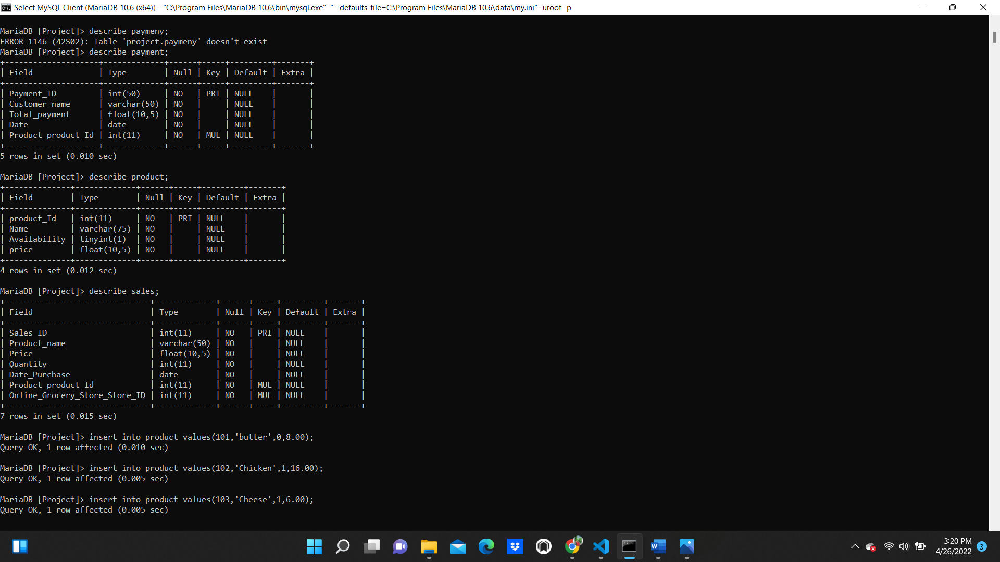 Select MySQL Client (MariaDB 10.6 (x64)) - "C:\Program Files\MariaDB 10.6\bin\mysql.exe"  "--defaults-file=C:\Program Files\MariaDB 10.6\data\my.ini" -uroot -p
MariaDB [Project]> describe paymeny;
ERROR 1146 (42S02): Table 'project.paymeny' doesn't exist
MariaDB [Project]> describe payment;
+--------------------+-------------+------+-----+---------+-------+
| Field              | Type        | Null | Key | Default | Extra |
+--------------------+-------------+------+-----+---------+-------+
| Payment_ID         | int(50)     | NO   | PRI | NULL    |       |
| Customer_name      | varchar(50) | NO   |     | NULL    |       |
| Total_payment      | float(10,5) | NO   |     | NULL    |       |
| Date               | date        | NO   |     | NULL    |       |
| Product_product_Id | int(11)     | NO   | MUL | NULL    |       |
+--------------------+-------------+------+-----+---------+-------+
5 rows in set (0.010 sec)
MariaDB [Project]> describe product;
+--------------+-------------+------+-----+---------+-------+
| Field        | Type        | Null | Key | Default | Extra |
+--------------+-------------+------+-----+---------+-------+
| product_Id   | int(11)     | NO   | PRI | NULL    |       |
| Name         | varchar(75) | NO   |     | NULL    |       |
| Availability | tinyint(1)  | NO   |     | NULL    |       |
| price        | float(10,5) | NO   |     | NULL    |       |
+--------------+-------------+------+-----+---------+-------+
4 rows in set (0.012 sec)
MariaDB [Project]> describe sales;
+-------------------------------+-------------+------+-----+---------+-------+
| Field                         | Type        | Null | Key | Default | Extra |
+-------------------------------+-------------+------+-----+---------+-------+
| Sales_ID                      | int(11)     | NO   | PRI | NULL    |       |
| Product_name                  | varchar(50) | NO   |     | NULL    |       |
| Price                         | float(10,5) | NO   |     | NULL    |       |
| Quantity                      | int(11)     | NO   |     | NULL    |       |
| Date_Purchase                 | date        | NO   |     | NULL    |       |
| Product_product_Id            | int(11)     | NO   | MUL | NULL    |       |
| Online_Grocery_Store_Store_ID | int(11)     | NO   | MUL | NULL    |       |
+-------------------------------+-------------+------+-----+---------+-------+
7 rows in set (0.015 sec)
MariaDB [Project]> insert into product values(101,'butter',0,8.00);
Query OK, 1 row affected (0.010 sec)
MariaDB [Project]> insert into product values(102,'Chicken',1,16.00);
Query OK, 1 row affected (0.005 sec)
MariaDB [Project]> insert into product values(103,'Cheese',1,6.00);
Query OK, 1 row affected (0.005 sec)
3:20 PM
4/26/2022
3